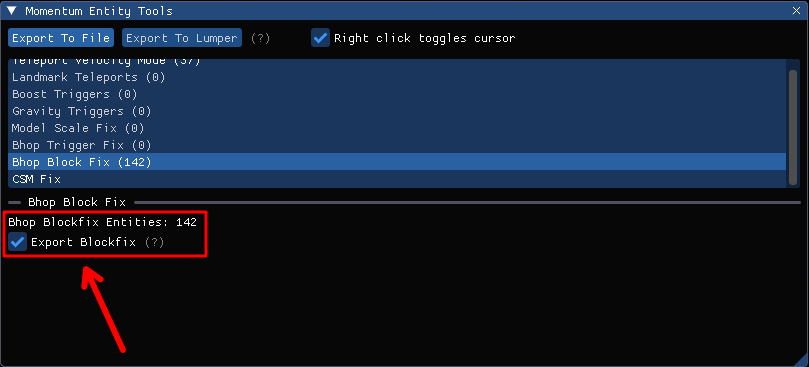 Momentum Entity Tools
Export To File Export To Lumper (?) Right click toggles cursor
Teleport Velocity Mode (37)
Landmark Teleports (0)
Boost Triggers (0)
Gravity Triggers (0)
Model Scale Fix (0)
Bhop Trigger Fix (0)
Bhop Block Fix (142)
CSM Fix
Bhop Block Fix
Bhop Blockfix Entities: 142
Export Blockfix (?)